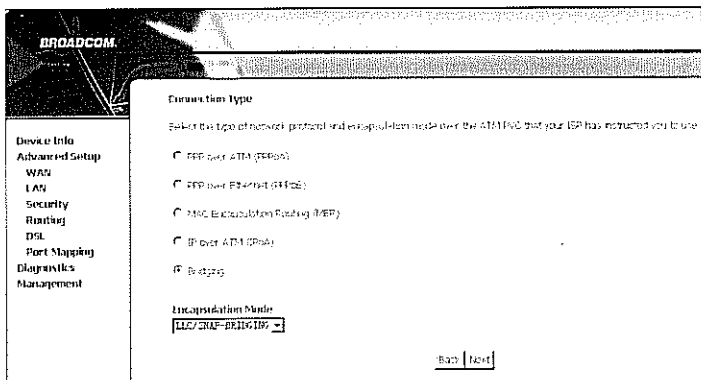 BROADCOM.
Connection Type
Select the type of network protocol and encapsulation mode over the ATM PVC that your ISP has instructed you to use
PPP over ATM (PPPoA)
PPP over Ethernet (PPPoE)
MAC Encapsulation Routing (MER)
IP over ATM (IPoA)
Bridging
Encapsulation Mode
LLC/SNAP-BRIDGING
Back Next
Device Info
Advanced Setup
WAN
LAN
Security
Routing
DSL
Port Mapping
Diagnostics
Management